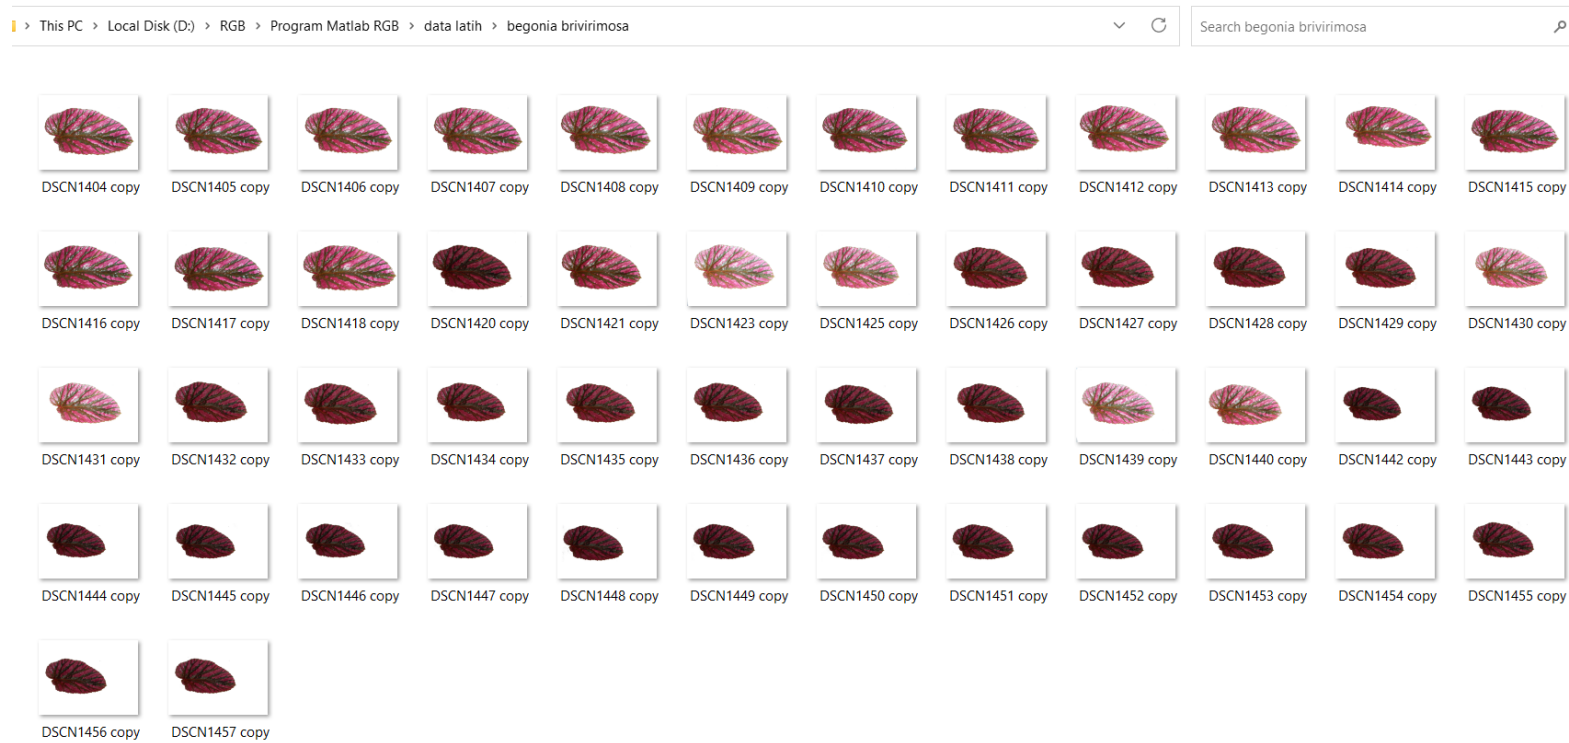 This PC > Local Disk (D:) > RGB > Program Matlab RGB > data latih > begonia brivirimosa
Search begonia brivirimosa
DSCN1404 copy DSCN1405 copy DSCN1406 copy DSCN1407 copy DSCN1408 copy DSCN1409 copy DSCN1410 copy DSCN1411 copy DSCN1412 copy DSCN1413 copy DSCN1414 copy DSCN1415 copy
DSCN1416 copy DSCN1417 copy DSCN1418 copy DSCN1420 copy DSCN1421 copy DSCN1423 copy DSCN1425 copy DSCN1426 copy DSCN1427 copy DSCN1428 copy DSCN1429 copy DSCN1430 copy
DSCN1431 copy DSCN1432 copy DSCN1433 copy DSCN1434 copy DSCN1435 copy DSCN1436 copy DSCN1437 copy DSCN1438 copy DSCN1439 copy DSCN1440 copy DSCN1442 copy DSCN1443 copy
DSCN1444 copy DSCN1445 copy DSCN1446 copy DSCN1447 copy DSCN1448 copy DSCN1449 copy DSCN1450 copy DSCN1451 copy DSCN1452 copy DSCN1453 copy DSCN1454 copy DSCN1455 copy
DSCN1456 copy DSCN1457 copy